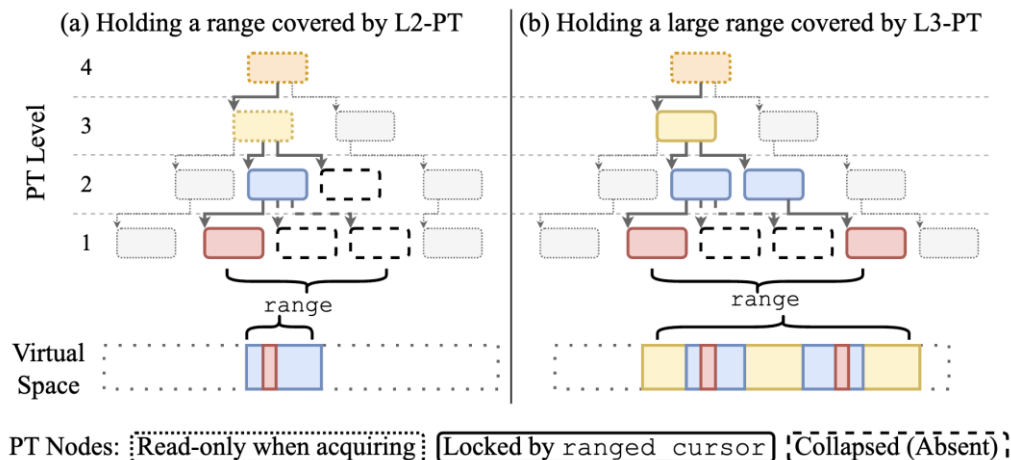 (a) Holding a range covered by L2-PT
(b) Holding a large range covered by L3-PT
PT Level
4
3
2
1
range
range
Virtual
Space
PT Nodes: Read-only when acquiring Locked by ranged cursor Collapsed (Absent)